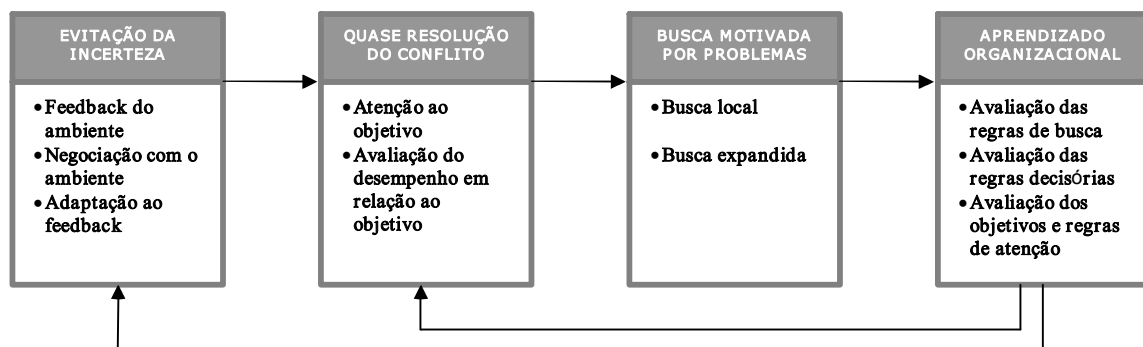 EVITAÇÃO DA
INCERTEZA
• Feedback do
ambiente
• Negociação com o
ambiente
• Adaptação ao
feedback
QUASE RESOLUÇÃO
DO CONFLITO
• Atenção ao
objetivo
• Avaliação do
desempenho em
relação ao
objetivo
BUSCA MOTIVADA
POR PROBLEMAS
• Busca local
• Busca expandida
APRENDIZADO
ORGANIZACIONAL
• Avaliação das
regras de busca
• Avaliação das
regras decisórias
• Avaliação dos
objetivos e regras
de atenção